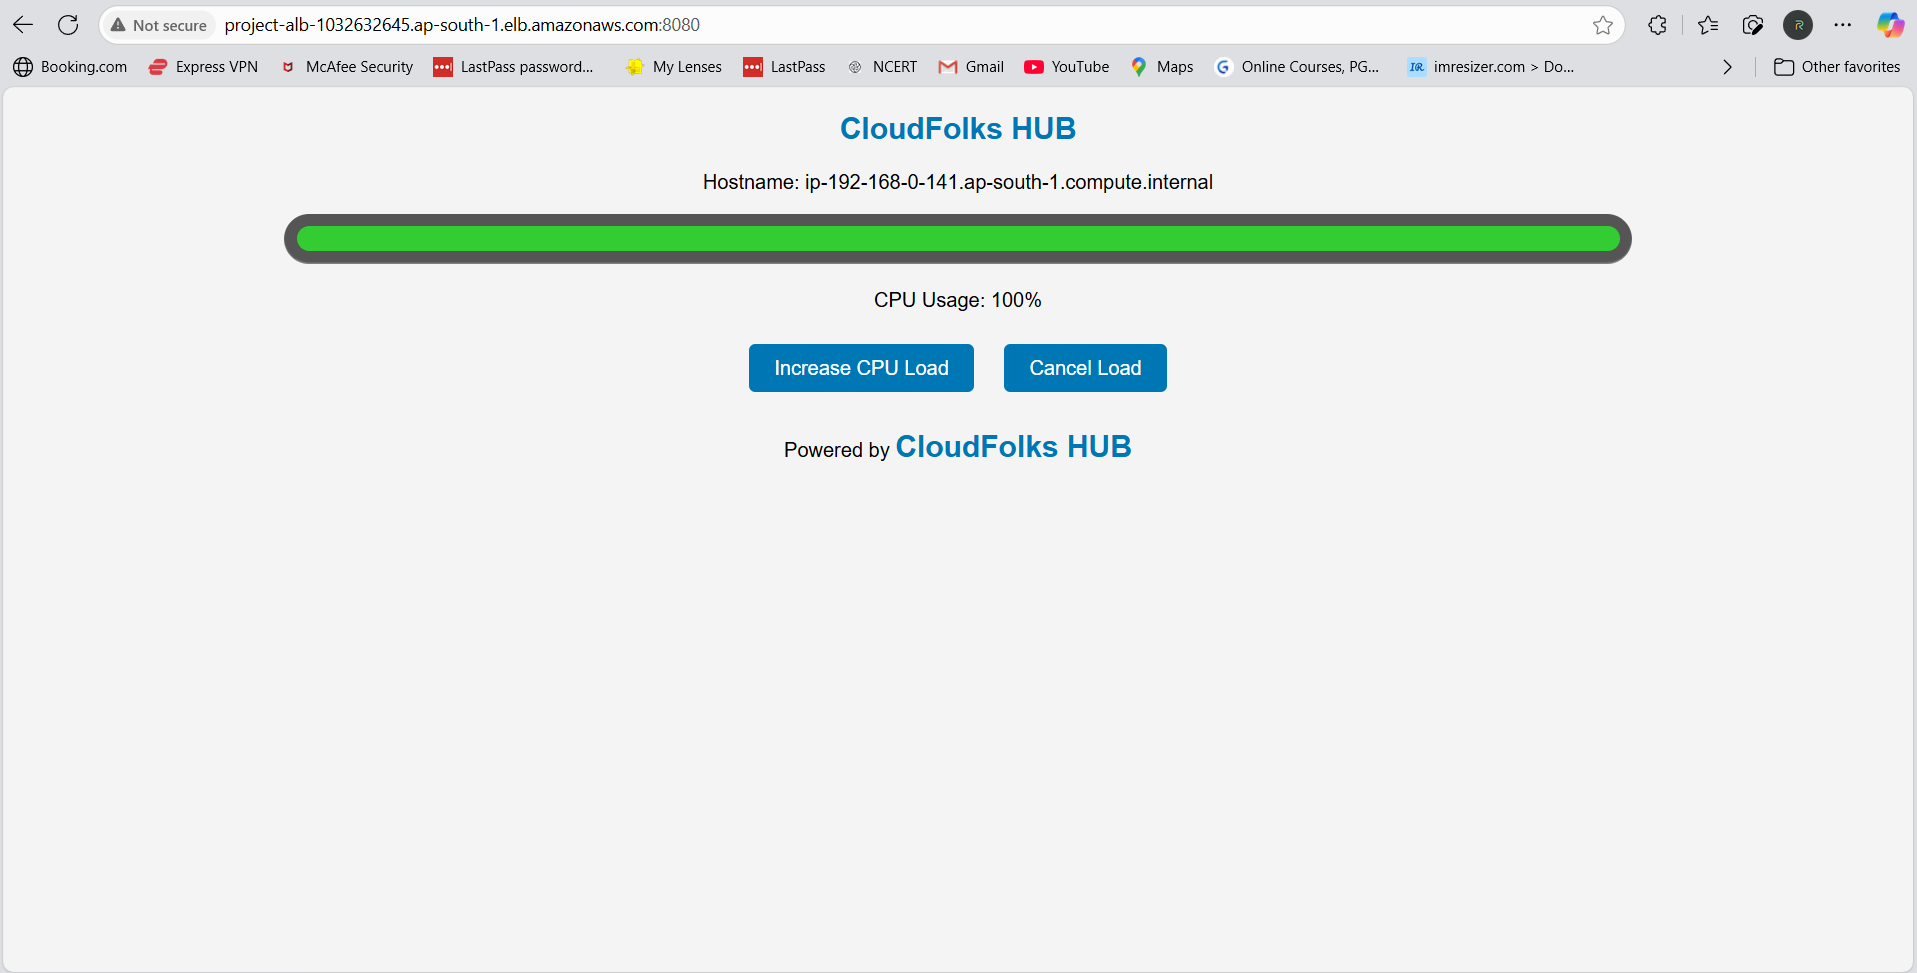 Not secure project-alb-1032632645.ap-south-1.elb.amazonaws.com:8080
Booking.com Express VPN McAfee Security LastPass password... My Lenses LastPass NCERT Gmail YouTube Maps Online Courses, PG... imresizer.com > Do... Other favorites
CloudFolks HUB
Hostname: ip-192-168-0-141.ap-south-1.compute.internal
CPU Usage: 100%
Increase CPU Load Cancel Load
Powered by CloudFolks HUB